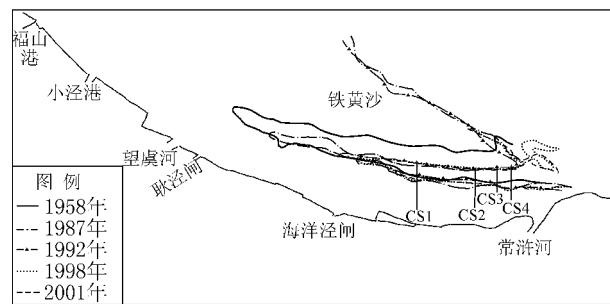 福山
港
小泾港
铁黄沙
望虞河
耿泾闸
图 例
1958年
1987年
1992年
1998年
2001年
CS1
CS2
CS3
CS4
海洋泾闸
常浒河